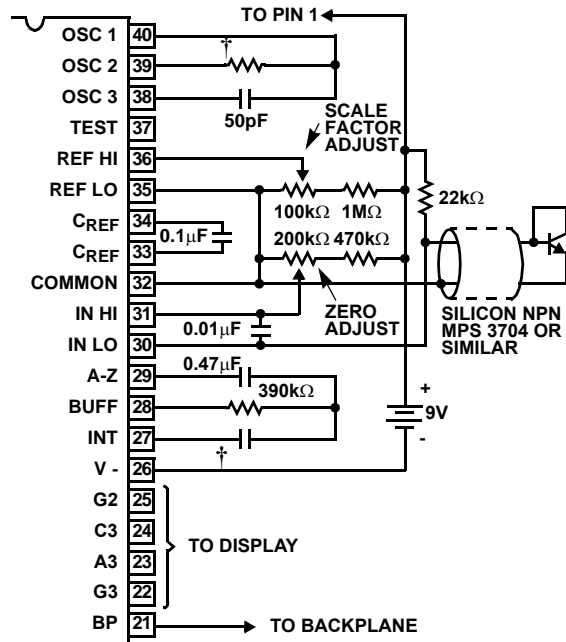 TO PIN 1
OSC 1 40
OSC 2 39
†
OSC 3 38
50pF
TEST 37
SCALE
FACTOR
ADJUST
REF HI 36
REF LO 35
100kΩ 1MΩ
22kΩ
CREF 34
0.1μF
CREF 33
200kΩ 470kΩ
COMMON 32
IN HI 31
ZERO
ADJUST
SILICON NPN
MPS 3704 OR
SIMILAR
0.01μF
IN LO 30
0.47μF
A-Z 29
390kΩ
BUFF 28
+
9V
-
INT 27
†
V - 26
G2 25
C3 24
TO DISPLAY
A3 23
G3 22
BP 21
TO BACKPLANE